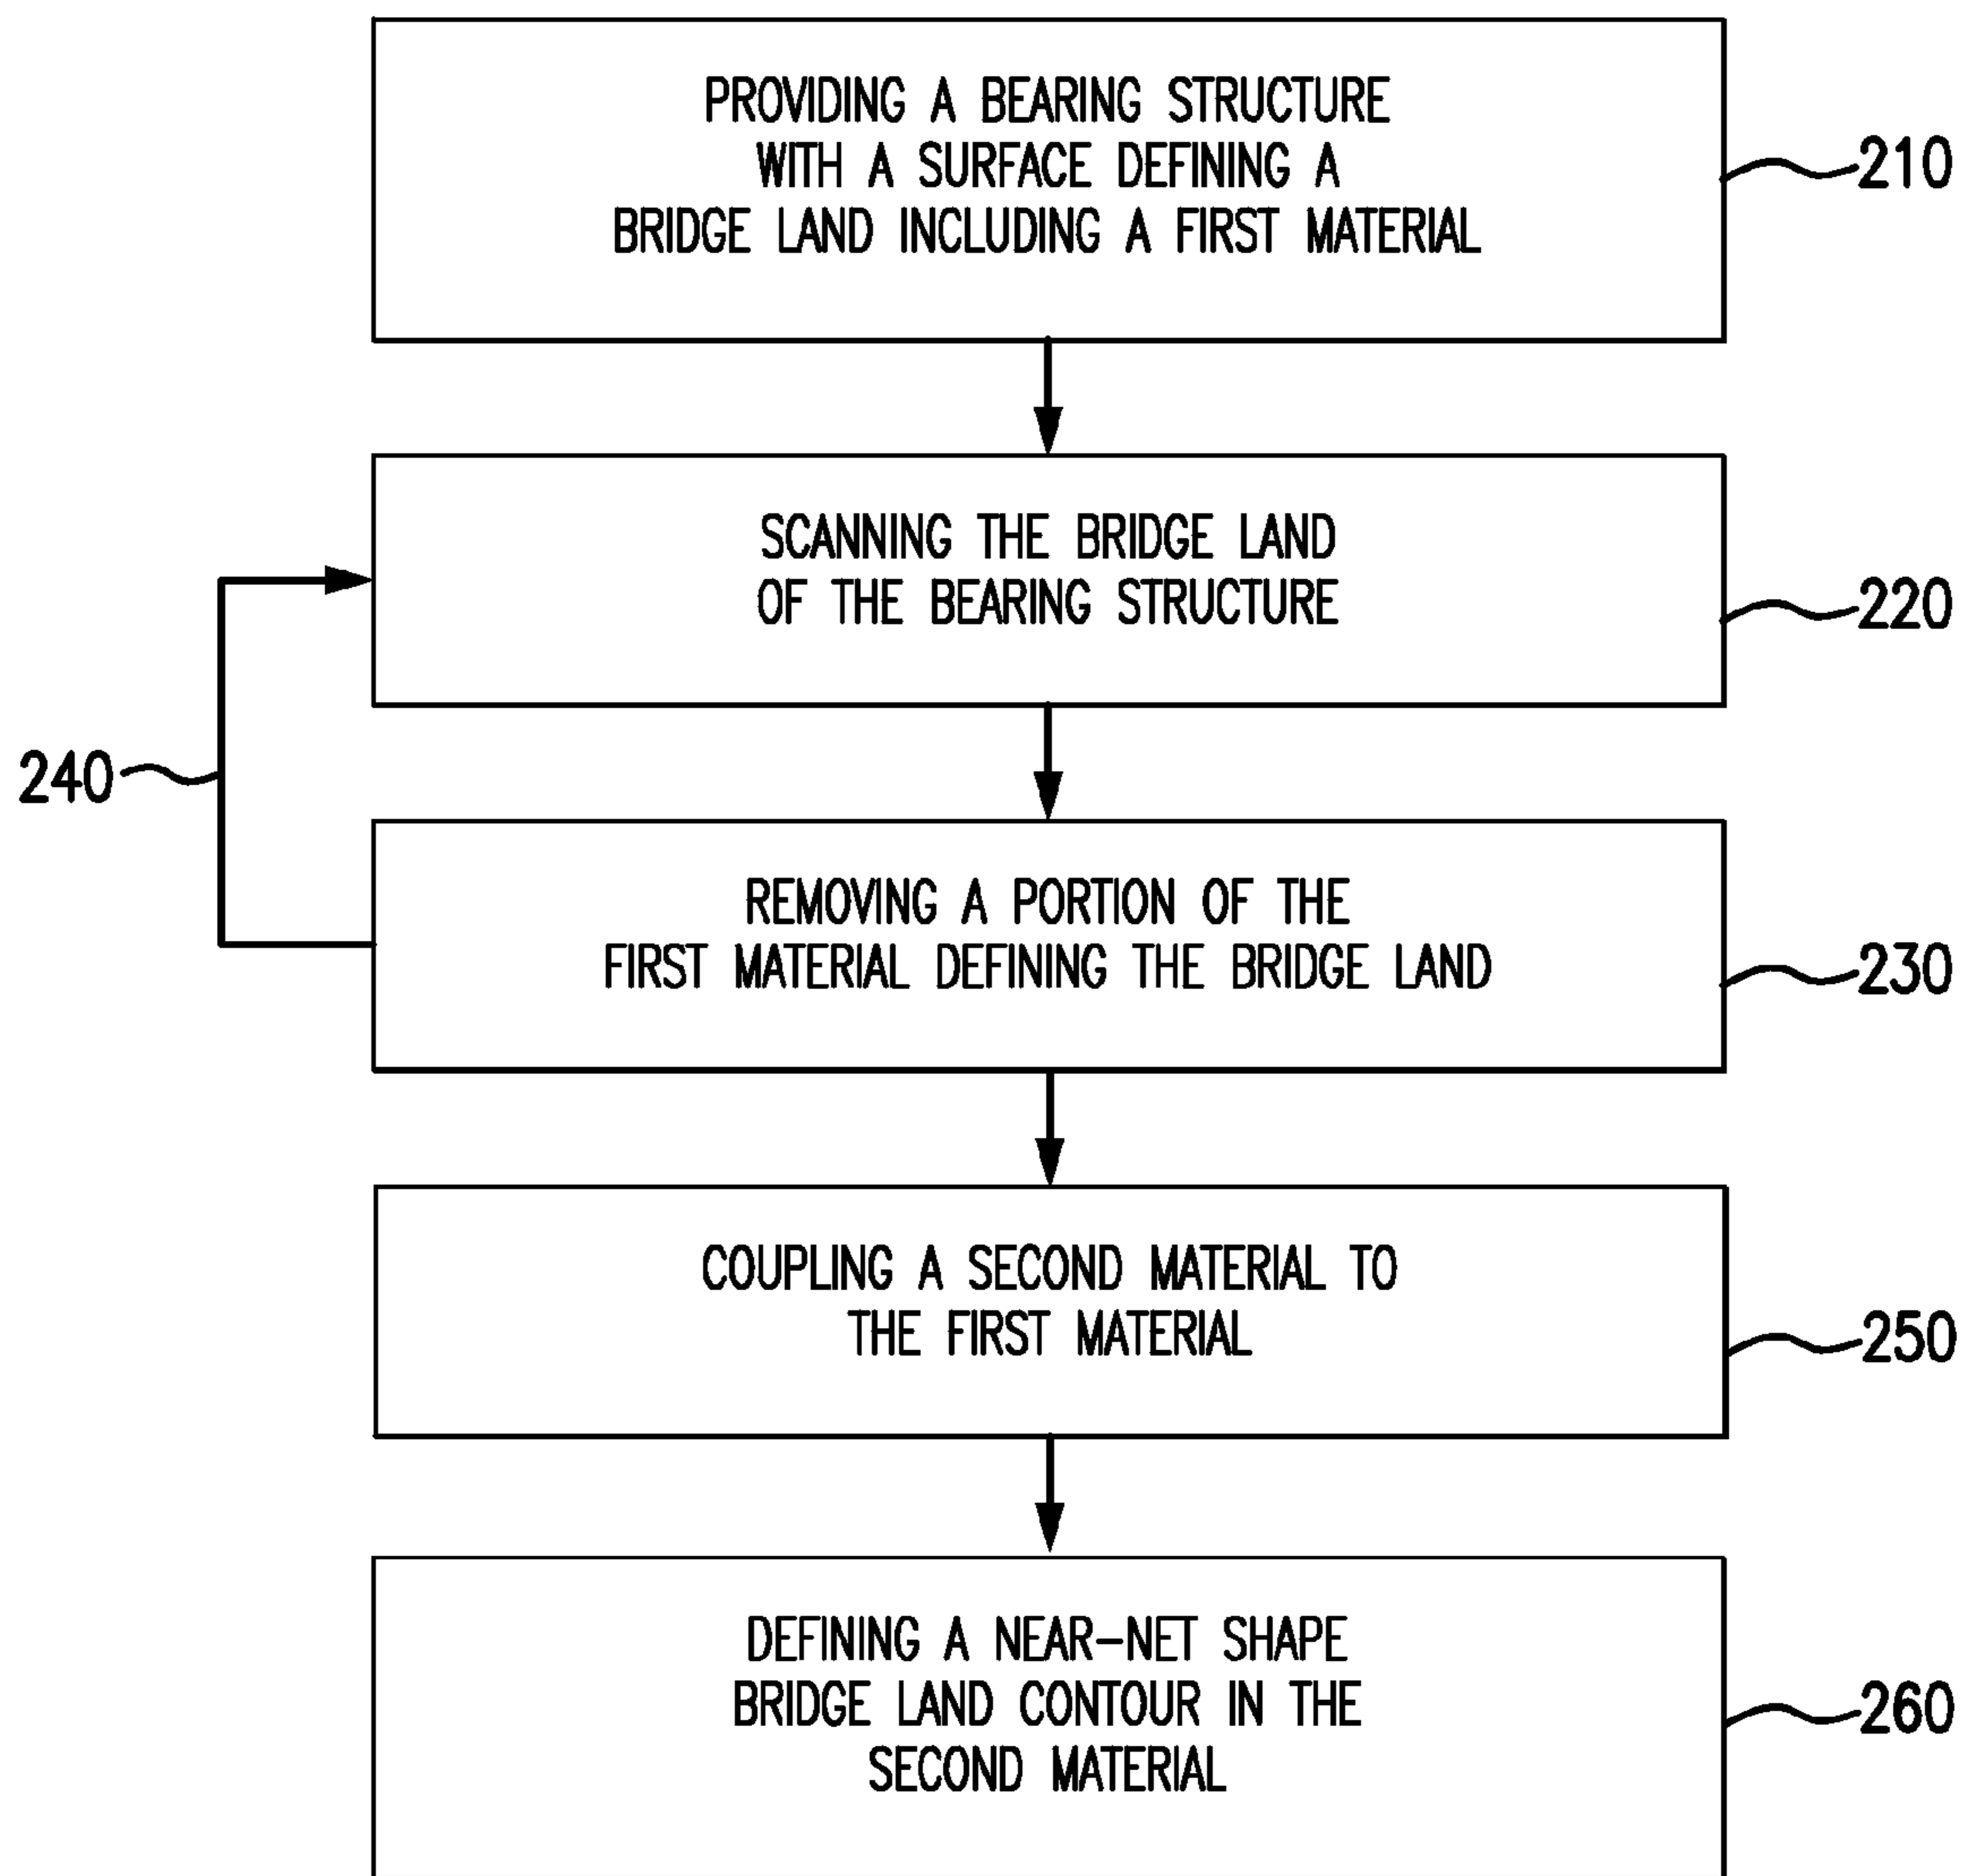 PROVIDING A BEARING STRUCTURE
WITH A SURFACE DEFINING A
BRIDGE LAND INCLUDING A FIRST MATERIAL
210
SCANNING THE BRIDGE LAND
OF THE BEARING STRUCTURE
220
240
REMOVING A PORTION OF THE
FIRST MATERIAL DEFINING THE BRIDGE LAND
230
COUPLING A SECOND MATERIAL TO
THE FIRST MATERIAL
250
DEFINING A NEAR-NET SHAPE
BRIDGE LAND CONTOUR IN THE
SECOND MATERIAL
260